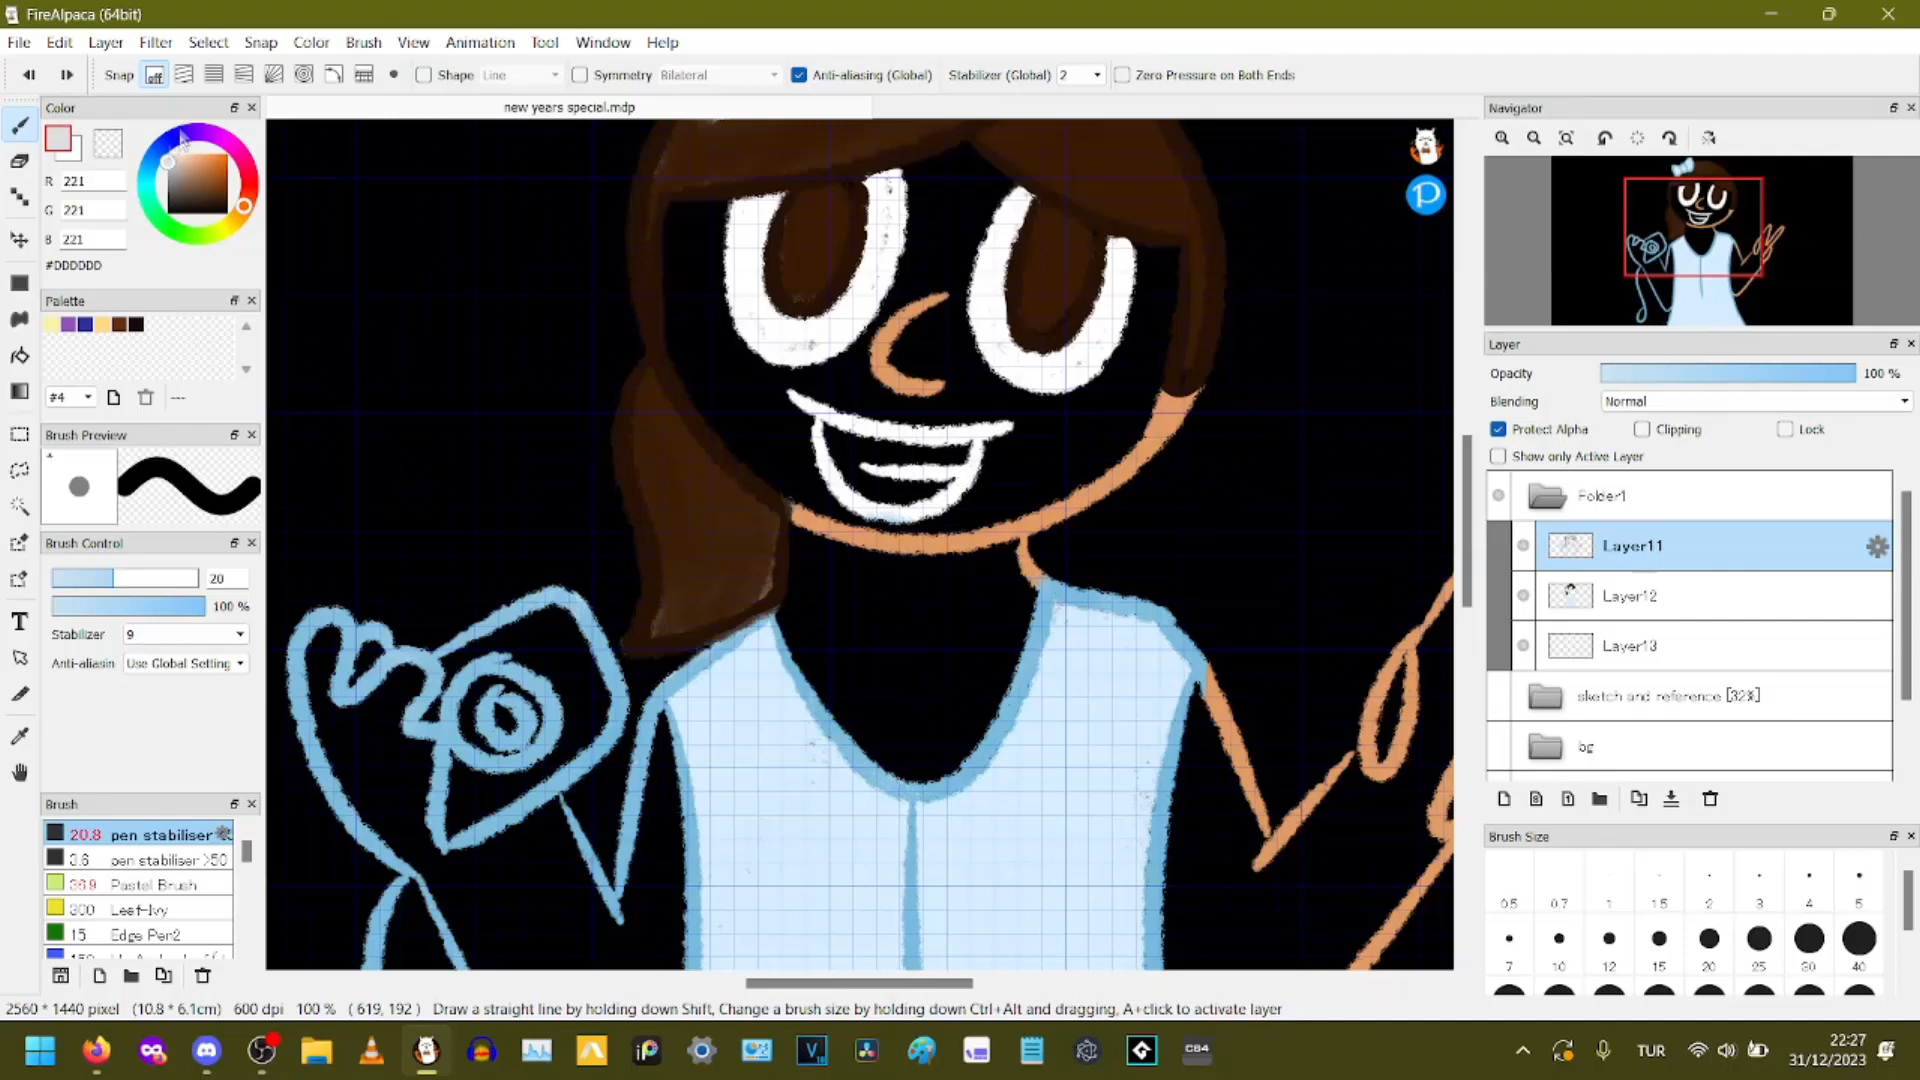 FireAlpaca (64bit)
File Edit Layer Filter Select Snap Color Brush View Animation Tool Window Help
Snap off Shape Line Symmetry Bilateral Anti-aliasing (Global) Stabilizer (Global) 2 Zero Pressure on Both Ends
Color
new years special.mdp
R 221
G 221
B 221
#DDDDDD
Palette
#4 ---
Brush Preview
Brush Control
20
100 %
Stabilizer 9
Anti-aliasin Use Global Setting
Brush
20.8 pen stabiliser
3.6 pen stabiliser >50
36.9 Pastel Brush
300 Leaf-Ivy
15 Edge Pen2
Navigator
P
Layer
Opacity 100 %
Blending Normal
Protect Alpha Clipping Lock
Show only Active Layer
Folder1
Layer11
Layer12
Layer13
sketch and reference [32%]
bg
Brush Size
0.5 0.7 1 1.5 2 3 4 5
7 10 12 15 20 25 30 40
2560 * 1440 pixel (10.8 * 6.1cm) 600 dpi 100 % ( 619, 192 ) Draw a straight line by holding down Shift, Change a brush size by holding down Ctrl+Alt and dragging, A+click to activate layer
TUR
22:27
31/12/2023